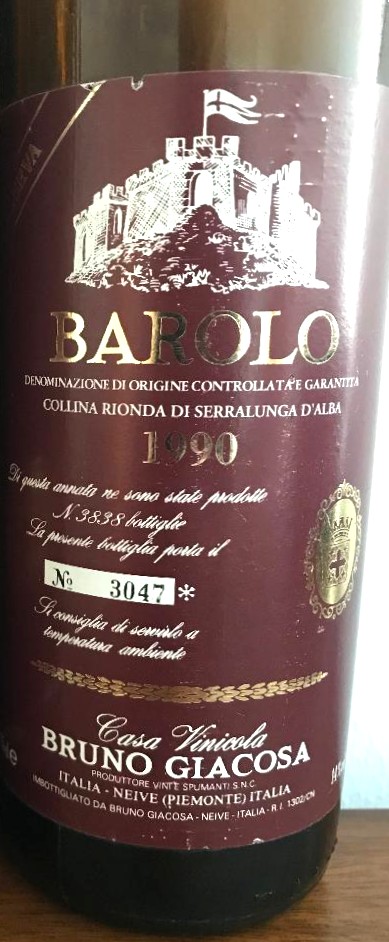 BAROLO
DENOMINAZIONE DI ORIGINE CONTROLLATA E GARANTITA
COLLINA RIONDA DI SERRALUNGA D'ALBA
1990
Di questa annata ne sono state prodotte
N. 3838 bottiglie
La presente bottiglia porta il
No 3047 *
Si consiglia di servirlo a
temperatura ambiente
Casa Vinicola
BRUNO GIACOSA
PRODUTTORE VINI E SPUMANTI S.N.C.
ITALIA - NEIVE (PIEMONTE) ITALIA
IMBOTTIGLIATO DA BRUNO GIACOSA - NEIVE - ITALIA - R.I. 1302/CN